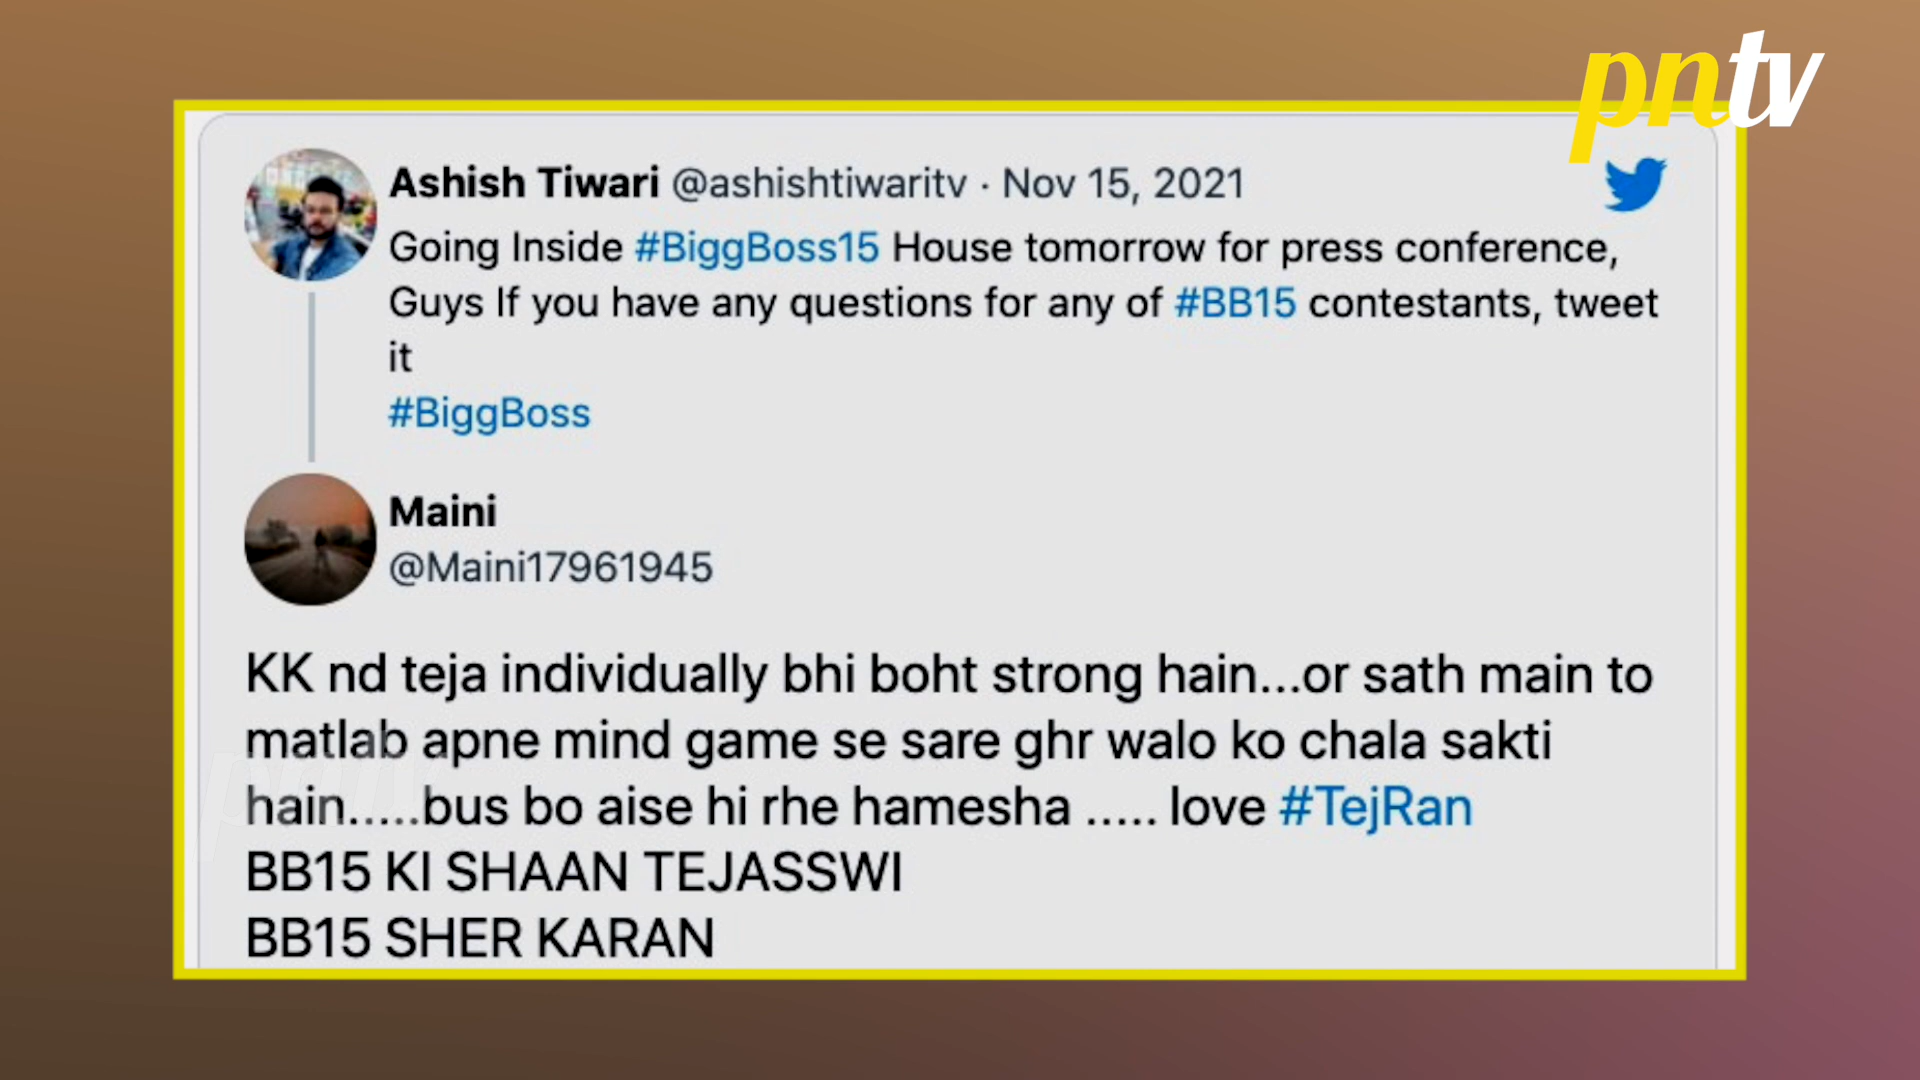 pntv
Ashish Tiwari @ashishtiwaritv · Nov 15, 2021
Going Inside #BiggBoss15 House tomorrow for press conference,
Guys If you have any questions for any of #BB15 contestants, tweet
it
#BiggBoss
Maini
@Maini17961945
KK nd teja individually bhi boht strong hain...or sath main to
matlab apne mind game se sare ghr walo ko chala sakti
hain.....bus bo aise hi rhe hamesha ..... love #TejRan
BB15 KI SHAAN TEJASSWI
BB15 SHER KARAN
pntv